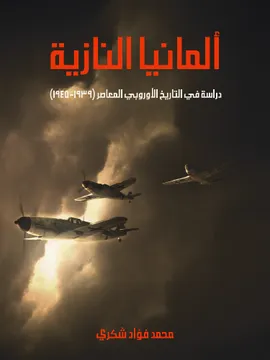 ألمانيا النازية
دراسة في التاريخ الأوروبي المعاصر (١٩٣٩-١٩٤٥)
محمد فؤاد شكري